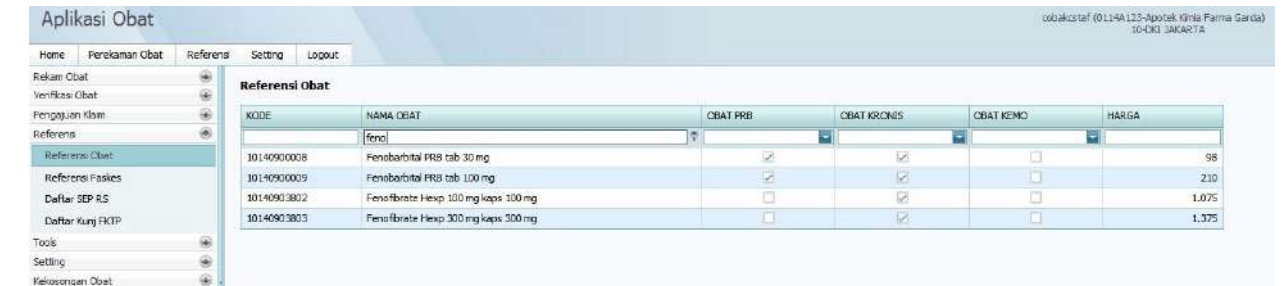 Aplikasi Obat
cobakcstaf (0114A123-Apotek Kimia Farma Garda)
10-DKI JAKARTA
Home Perekaman Obat Referensi Setting Logout
Rekam Obat
Verifikasi Obat
Pengajuan Klaim
Referensi
Referensi Obat
Referensi Faskes
Daftar SEP RS
Daftar Kunj FKTP
Tools
Setting
Kekosongan Obat
Referensi Obat
KODE NAMA OBAT OBAT PRB OBAT KRONIS OBAT KEMO HARGA
feno
10140900008 Fenobarbital PRB tab 30 mg 98
10140900009 Fenobarbital PRB tab 100 mg 210
10140903802 Fenofibrate Hexp 100 mg kaps 100 mg 1.075
10140903803 Fenofibrate Hexp 300 mg kaps 300 mg 1.375